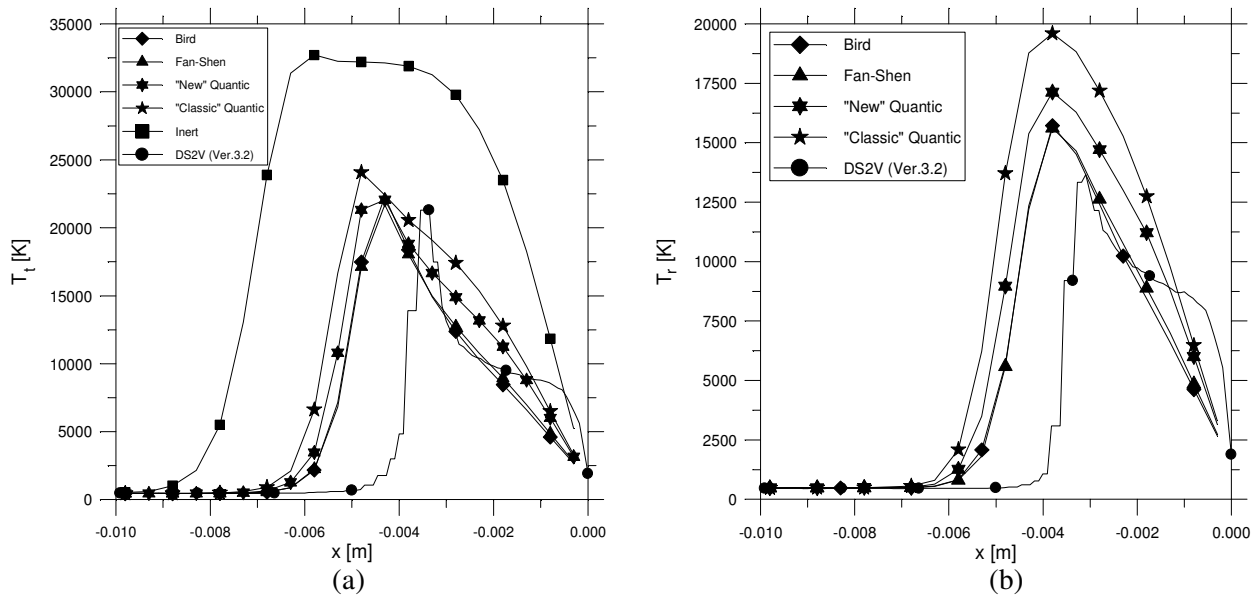 35000
30000
25000
20000
15000
10000
5000
0
T_t [K]
Bird
Fan-Shen
"New" Quantic
"Classic" Quantic
Inert
DS2V (Ver.3.2)
-0.010
-0.008
-0.006
-0.004
-0.002
0.000
x [m]
(a)
20000
17500
15000
12500
10000
7500
5000
2500
0
T_r [K]
Bird
Fan-Shen
"New" Quantic
"Classic" Quantic
DS2V (Ver.3.2)
-0.010
-0.008
-0.006
-0.004
-0.002
0.000
x [m]
(b)